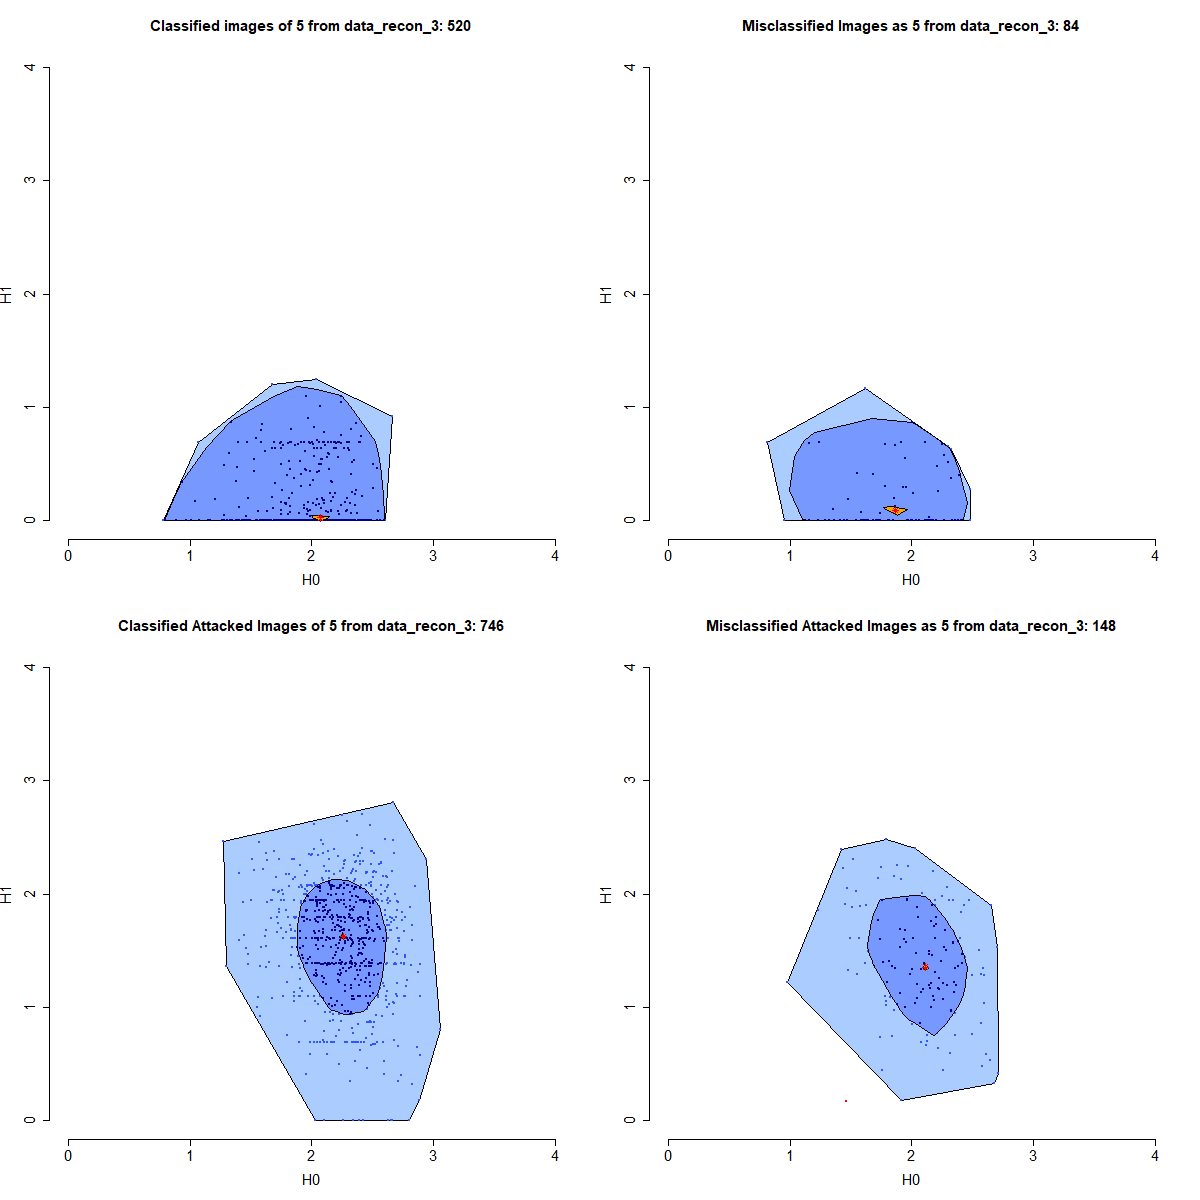 Classified images of 5 from data_recon_3: 520
4
3
2
1
0
H1
0 1 2 3 4
H0
Misclassified Images as 5 from data_recon_3: 84
4
3
2
1
0
H1
0 1 2 3 4
H0
Classified Attacked Images of 5 from data_recon_3: 746
4
3
2
1
0
H1
0 1 2 3 4
H0
Misclassified Attacked Images as 5 from data_recon_3: 148
4
3
2
1
0
H1
0 1 2 3 4
H0